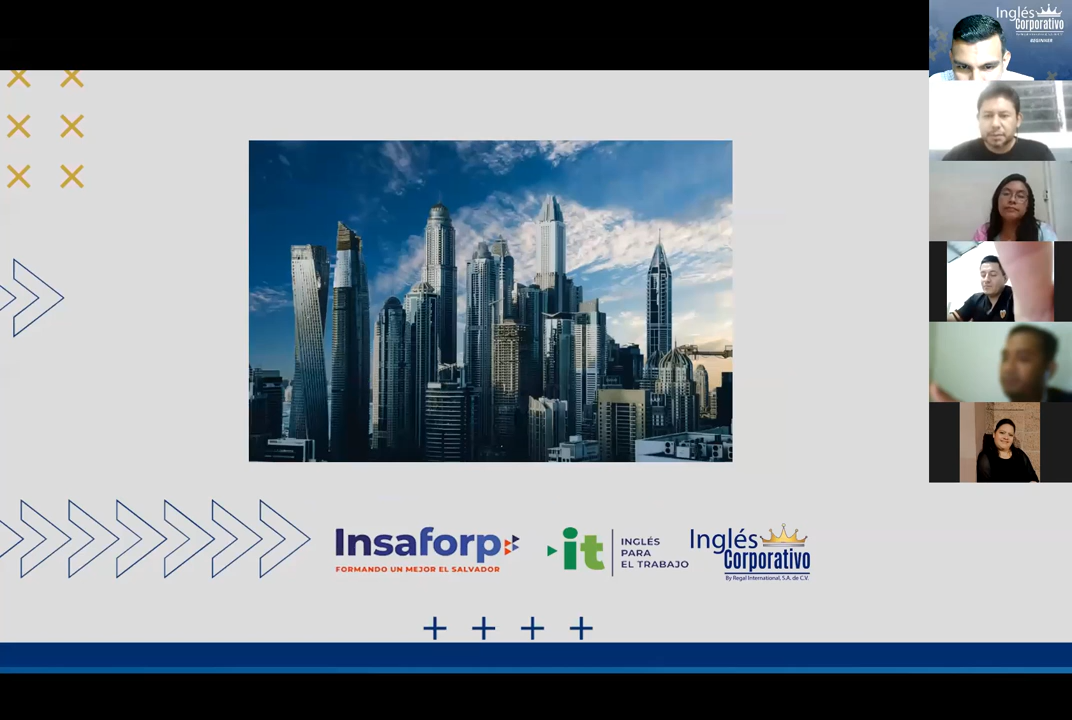 Inglés
Corporativo
BEGINNER
Insaforp
FORMANDO UN MEJOR EL SALVADOR
it
INGLÉS
PARA
EL TRABAJO
Inglés
Corporativo
By Regal International, S.A. de C.V.